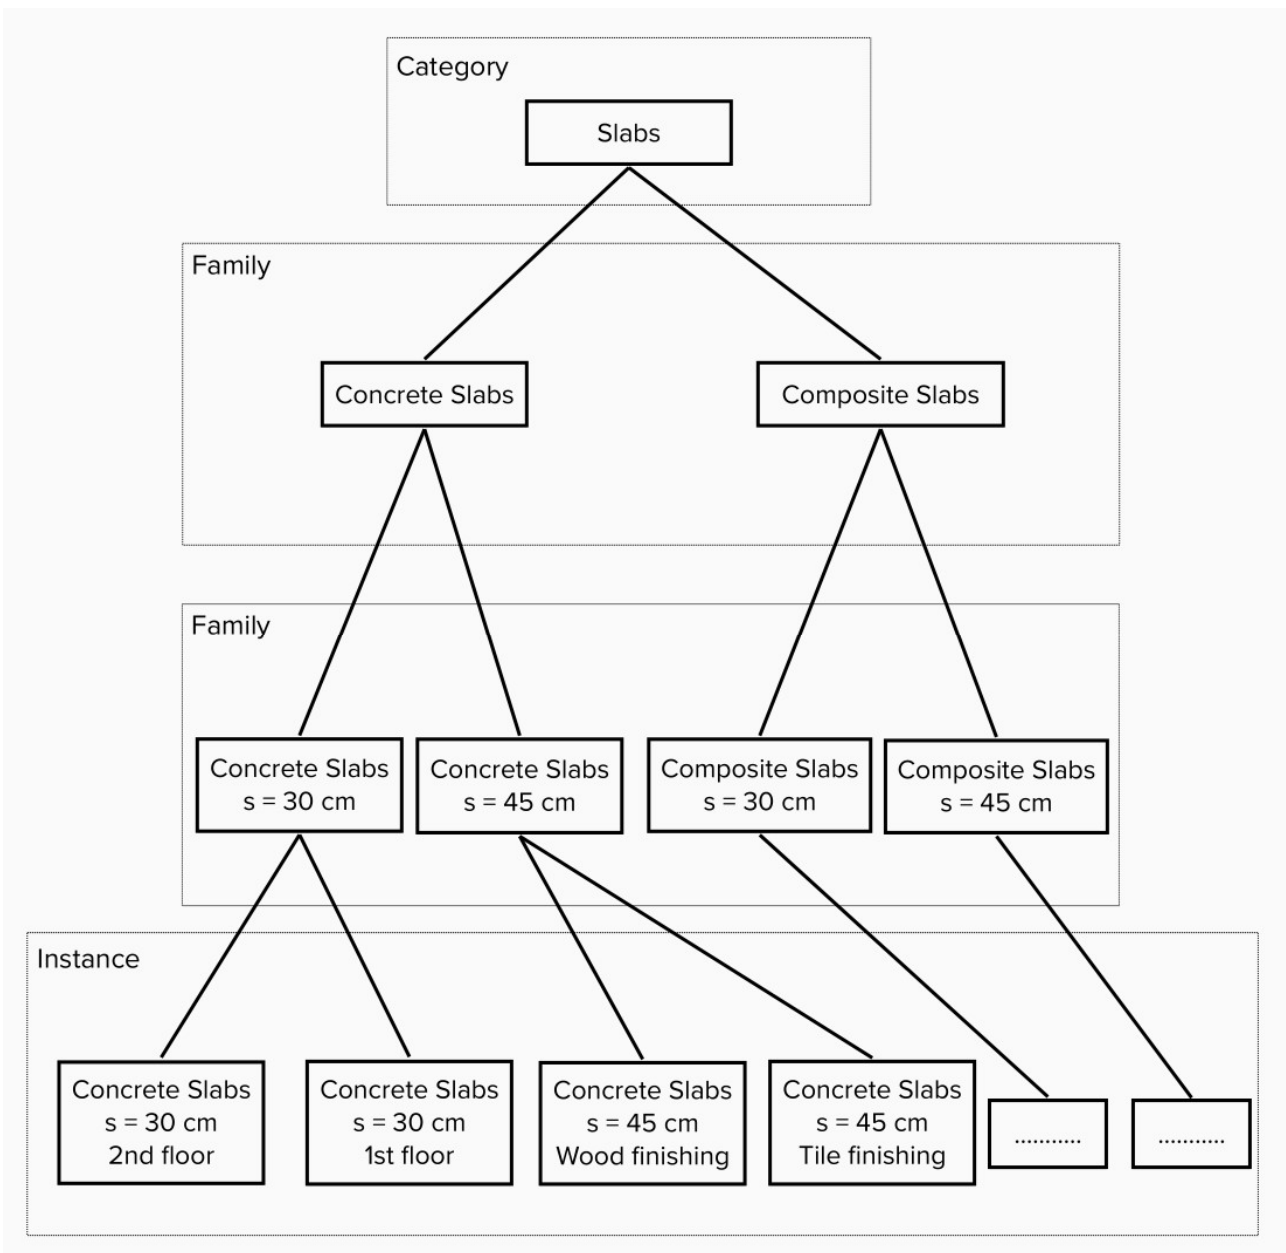 Category
Slabs
Family
Concrete Slabs
Composite Slabs
Family
Concrete Slabs
s = 30 cm
Concrete Slabs
s = 45 cm
Composite Slabs
s = 30 cm
Composite Slabs
s = 45 cm
Instance
Concrete Slabs
s = 30 cm
2nd floor
Concrete Slabs
s = 30 cm
1st floor
Concrete Slabs
s = 45 cm
Wood finishing
Concrete Slabs
s = 45 cm
Tile finishing
...........
...........